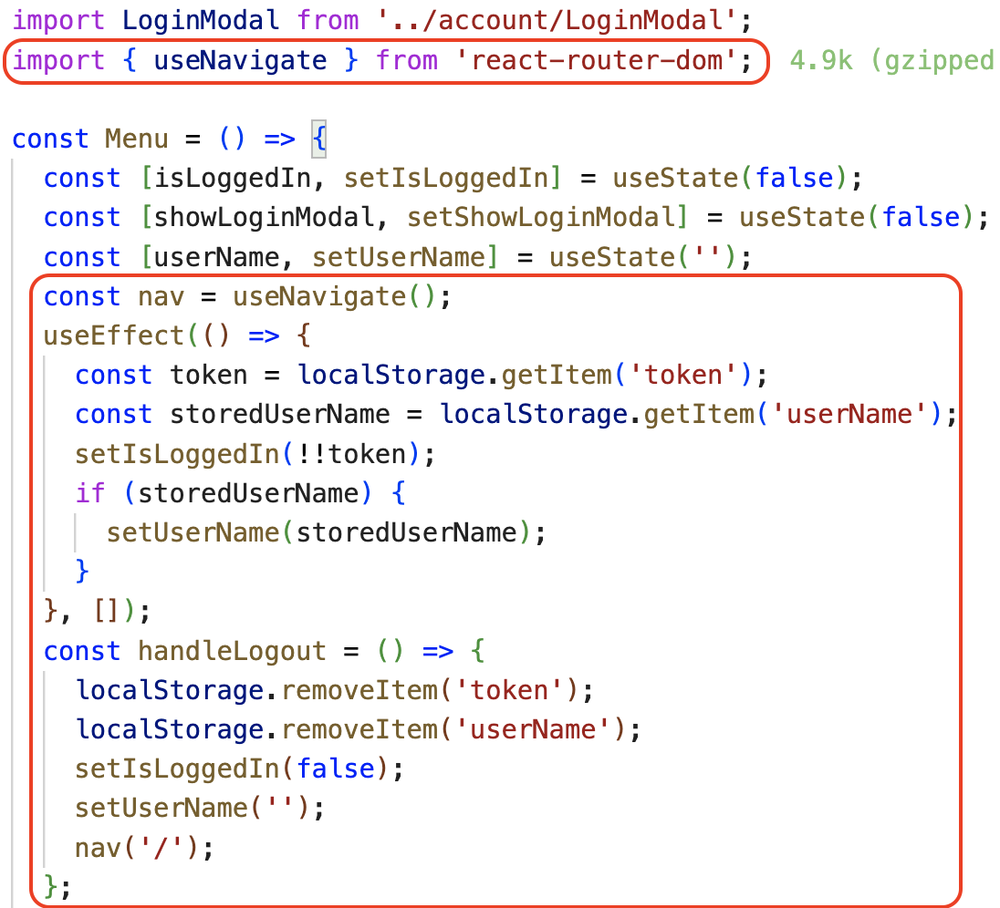 import LoginModal from '../account/LoginModal';
import { useNavigate } from 'react-router-dom'; 4.9k (gzipped
const Menu = () => {
const [isLoggedIn, setIsLoggedIn] = useState(false);
const [showLoginModal, setShowLoginModal] = useState(false);
const [userName, setUserName] = useState('');
const nav = useNavigate();
useEffect(() => {
const token = localStorage.getItem('token');
const storedUserName = localStorage.getItem('userName');
setIsLoggedIn(!!token);
if (storedUserName) {
setUserName(storedUserName);
}
}, []);
const handleLogout = () => {
localStorage.removeItem('token');
localStorage.removeItem('userName');
setIsLoggedIn(false);
setUserName('');
nav('/');
};